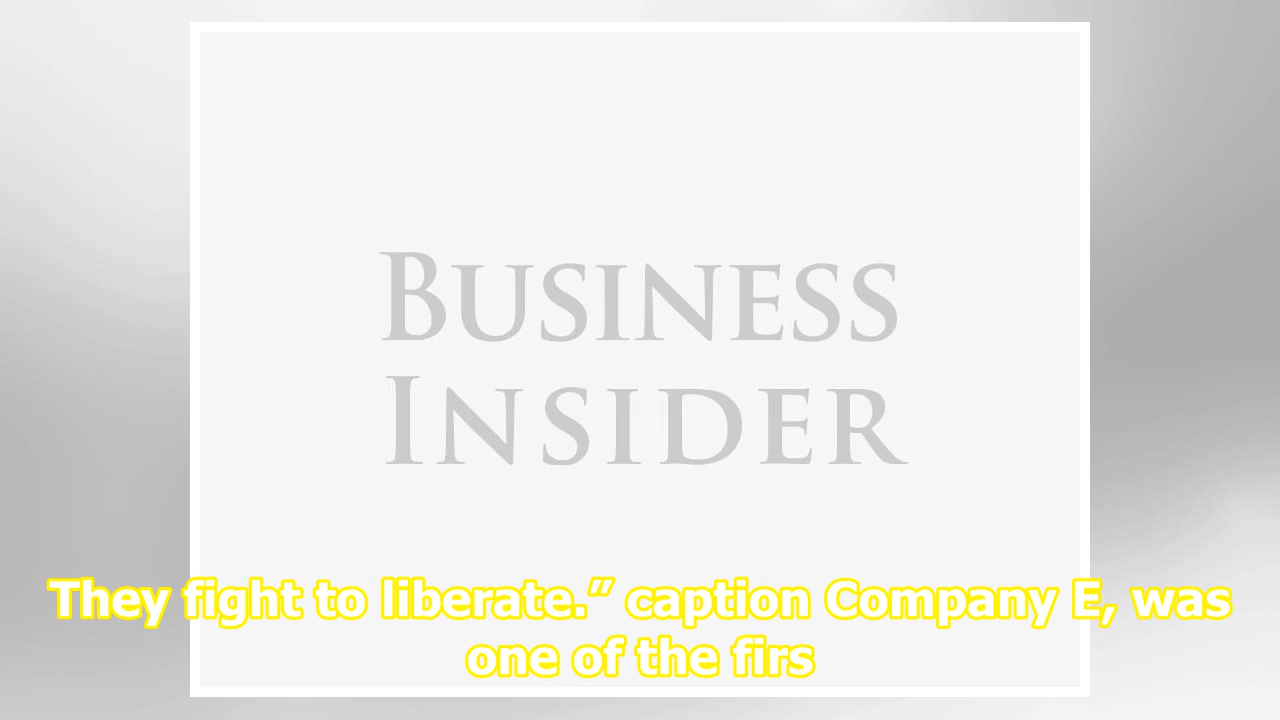 BUSINESS
INSIDER
They fight to liberate.” caption Company E, was
one of the firs